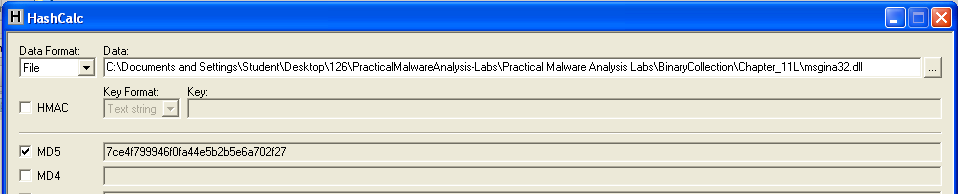 H HashCalc
Data Format: Data:
File C:\Documents and Settings\Student\Desktop\126\PracticalMalwareAnalysis-Labs\Practical Malware Analysis Labs\BinaryCollection\Chapter_11L\msgina32.dll ...
Key Format: Key:
HMAC Text string
MD5 7ce4f799946f0fa44e5b2b5e6a702f27
MD4